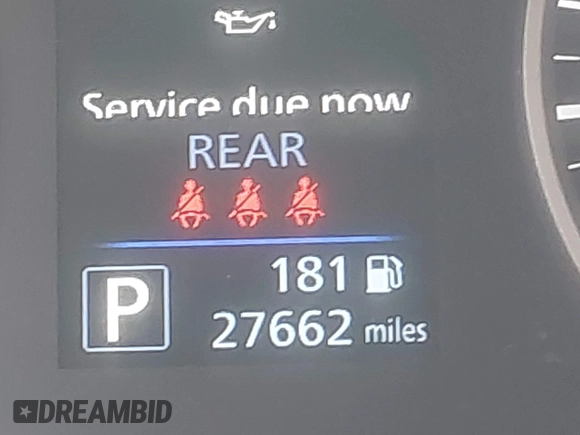 Service due now
REAR
181
P
27662 miles
DREAMBID